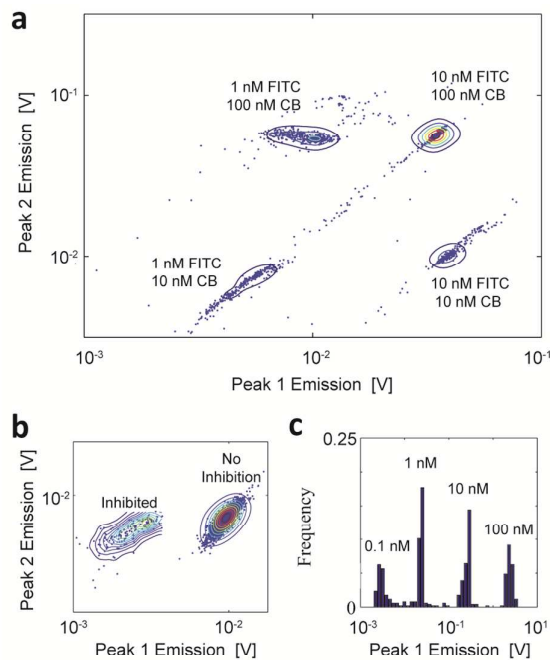 a
1 nM FITC
100 nM CB
10 nM FITC
100 nM CB
10⁻¹
Peak 2 Emission [V]
10⁻²
1 nM FITC
10 nM CB
10 nM FITC
10 nM CB
10⁻³
10⁻²
10⁻¹
Peak 1 Emission [V]
b
No
Inhibition
Inhibited
Peak 2 Emission [V]
10⁻²
10⁻³
10⁻²
Peak 1 Emission [V]
c
0.25
Frequency
0
0.1 nM
1 nM
10 nM
100 nM
10⁻³
10⁻¹
10¹
Peak 1 Emission [V]